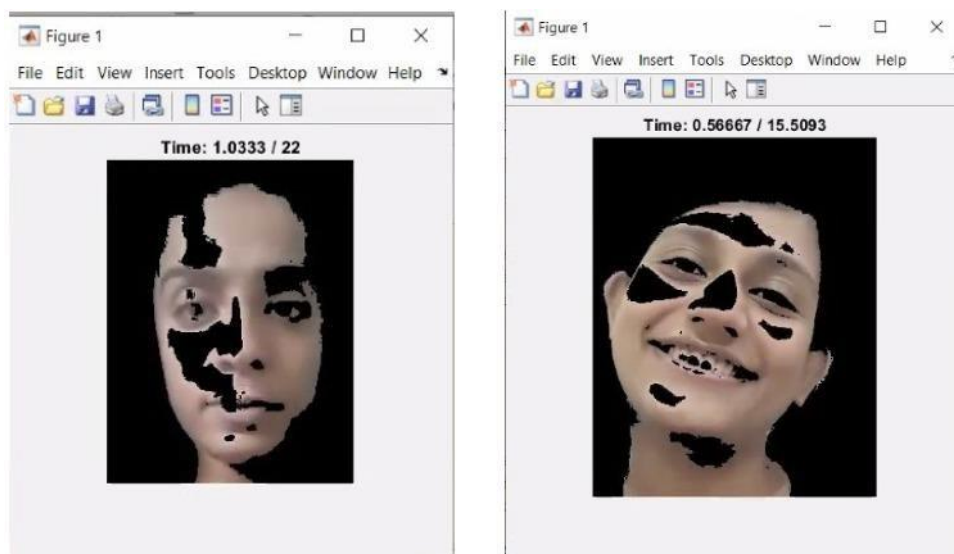 Figure 1
File Edit View Insert Tools Desktop Window Help
Time: 1.0333 / 22
Figure 1
File Edit View Insert Tools Desktop Window Help
Time: 0.56667 / 15.5093